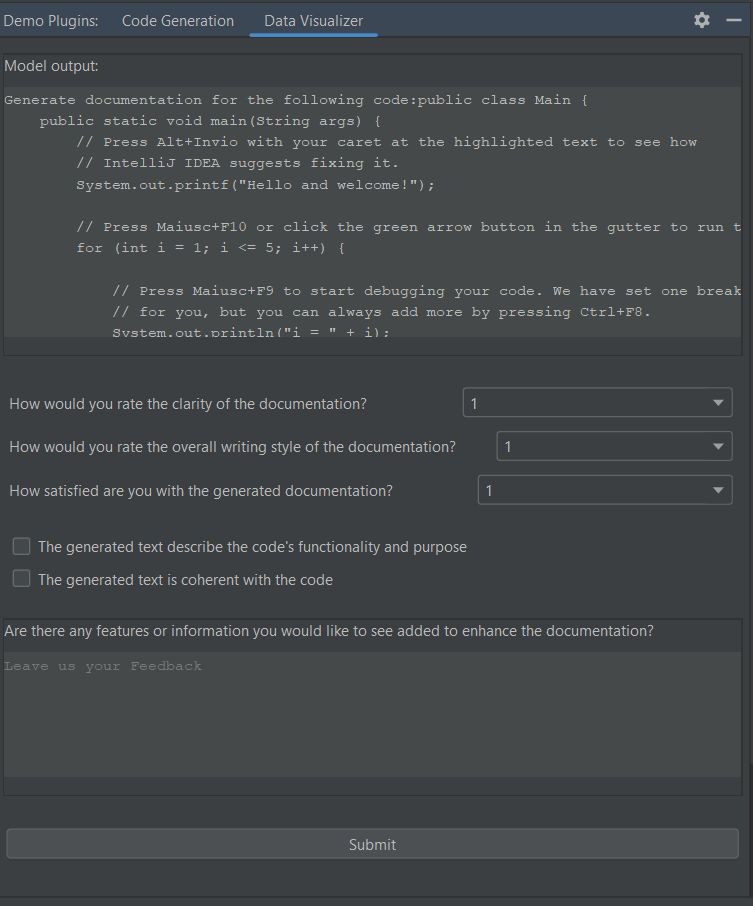 Demo Plugins: Code Generation Data Visualizer
Model output:
Generate documentation for the following code:public class Main {
    public static void main(String args) {
        // Press Alt+Invio with your caret at the highlighted text to see how
        // IntelliJ IDEA suggests fixing it.
        System.out.printf("Hello and welcome!");
        // Press Maiusc+F10 or click the green arrow button in the gutter to run t
        for (int i = 1; i <= 5; i++) {
            // Press Maiusc+F9 to start debugging your code. We have set one break
            // for you, but you can always add more by pressing Ctrl+F8.
            System.out.println("i = " + i);
How would you rate the clarity of the documentation? 1
How would you rate the overall writing style of the documentation? 1
How satisfied are you with the generated documentation? 1
The generated text describe the code's functionality and purpose
The generated text is coherent with the code
Are there any features or information you would like to see added to enhance the documentation?
Leave us your Feedback
Submit